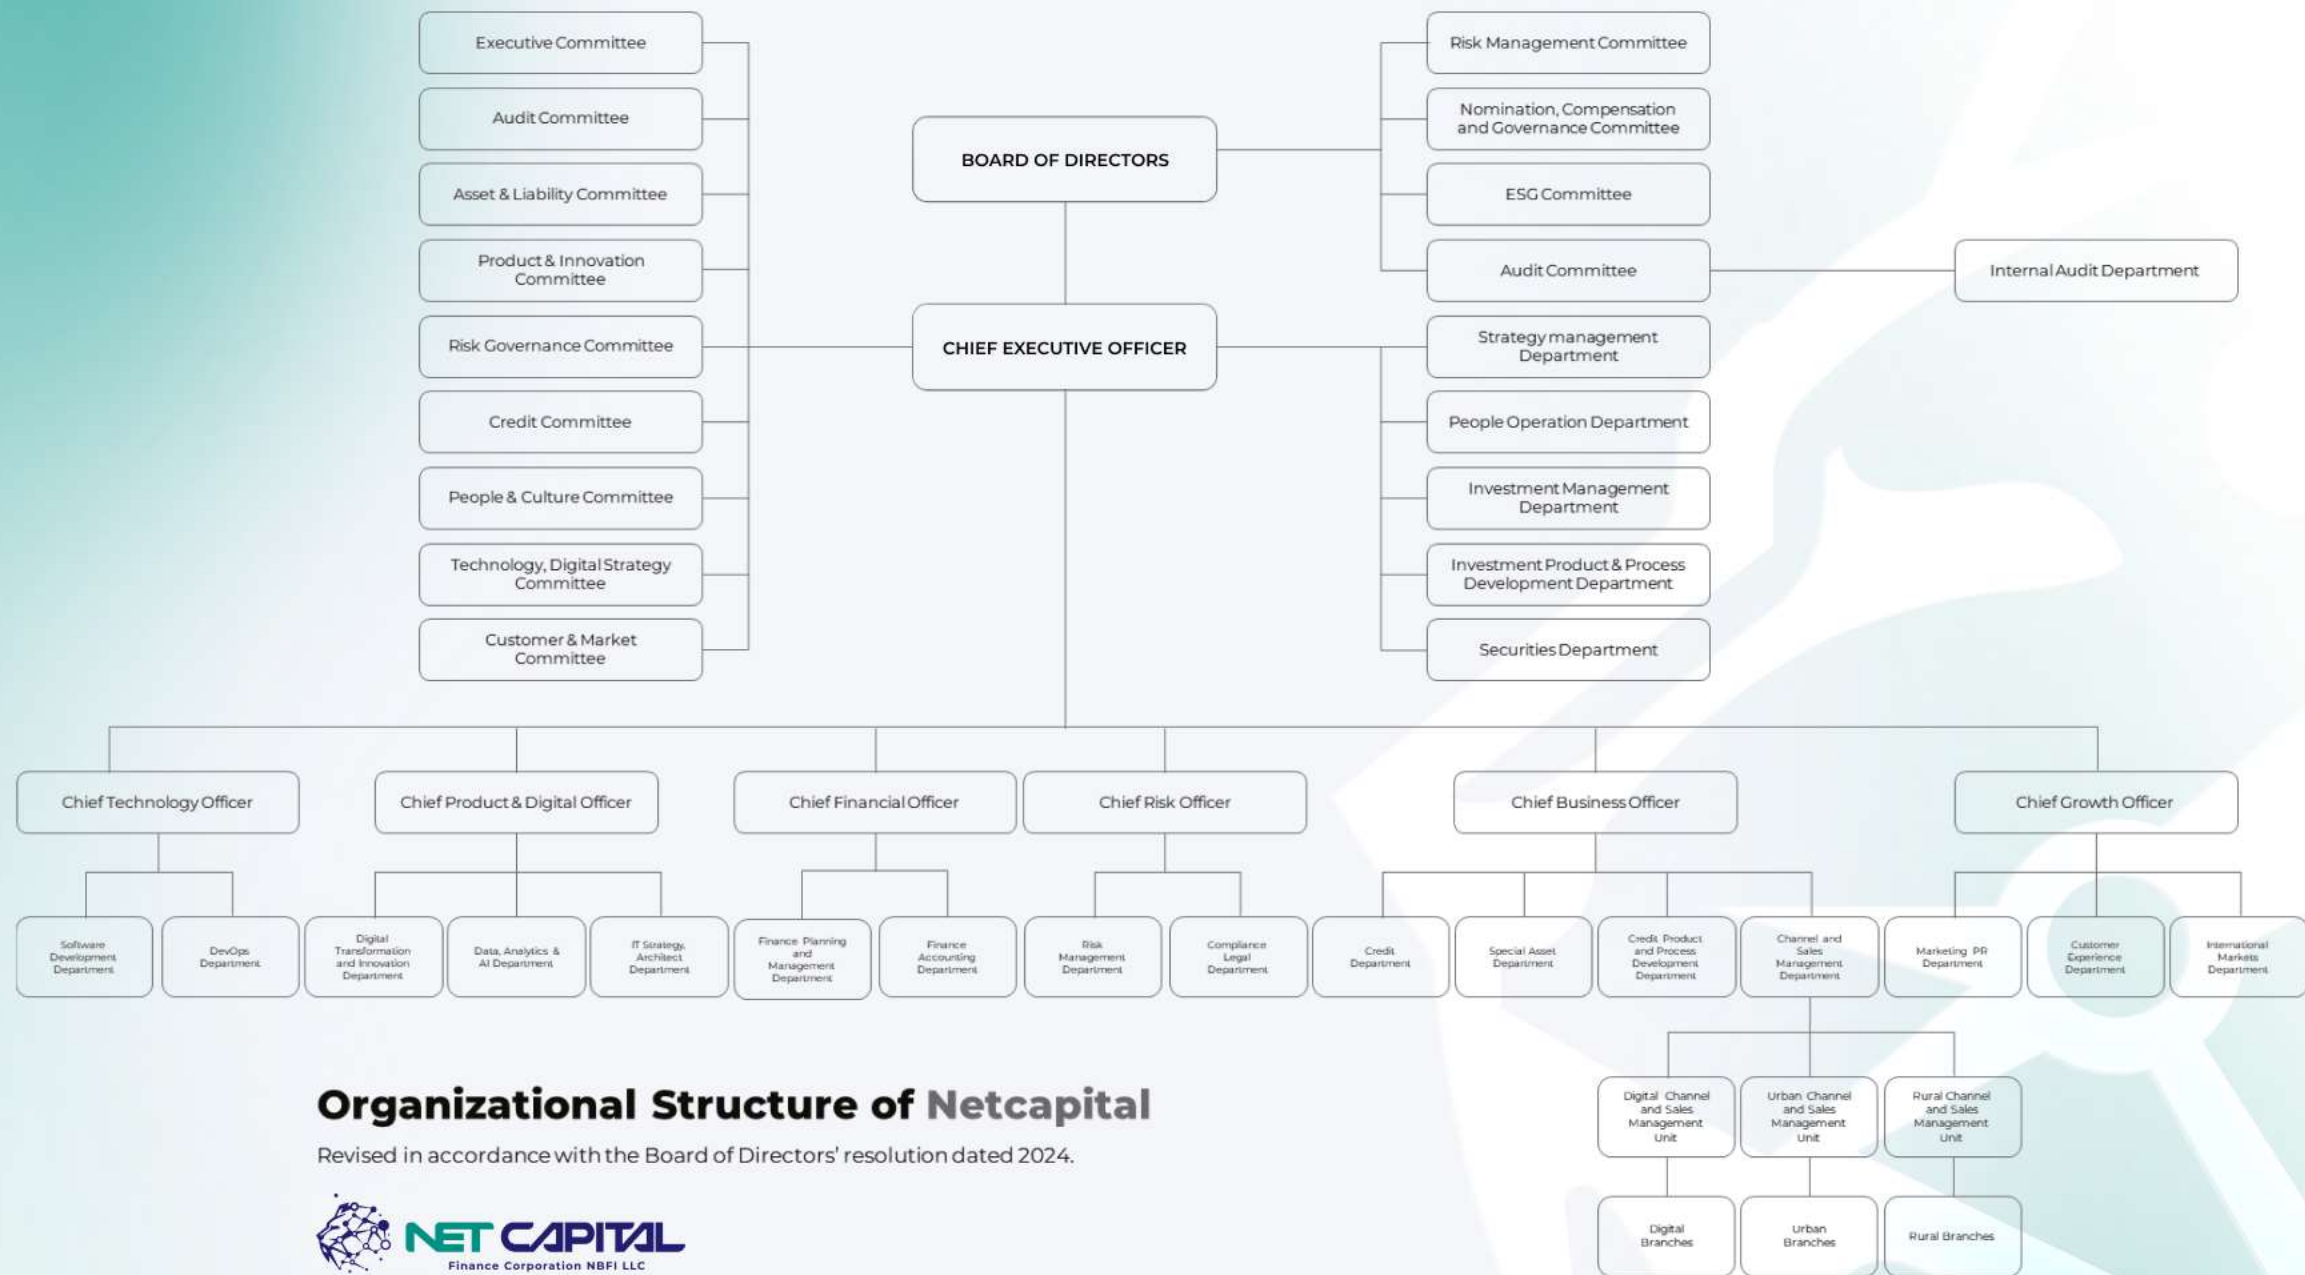 Executive Committee
Audit Committee
Asset & Liability Committee
Product & Innovation
Committee
Risk Governance Committee
Credit Committee
People & Culture Committee
Technology, Digital Strategy
Committee
Customer & Market
Committee
BOARD OF DIRECTORS
CHIEF EXECUTIVE OFFICER
Risk Management Committee
Nomination, Compensation
and Governance Committee
ESG Committee
Audit Committee
Internal Audit Department
Strategy management
Department
People Operation Department
Investment Management
Department
Investment Product & Process
Development Department
Securities Department
Chief Technology Officer
Chief Product & Digital Officer
Chief Financial Officer
Chief Risk Officer
Chief Business Officer
Chief Growth Officer
Software
Development
Department
DevOps
Department
Digital
Transformation
and Innovation
Department
Data, Analytics &
AI Department
IT Strategy,
Architect
Department
Finance Planning
and
Management
Department
Finance
Accounting
Department
Risk
Management
Department
Compliance
Legal
Department
Credit
Department
Special Asset
Department
Credit Product
and Process
Development
Department
Channel and
Sales
Management
Department
Marketing PR
Department
Customer
Experience
Department
International
Markets
Department
Digital Channel
and Sales
Management
Unit
Urban Channel
and Sales
Management
Unit
Rural Channel
and Sales
Management
Unit
Digital
Branches
Urban
Branches
Rural Branches
Organizational Structure of Netcapital
Revised in accordance with the Board of Directors' resolution dated 2024.
NET CAPITAL
Finance Corporation NBFI LLC